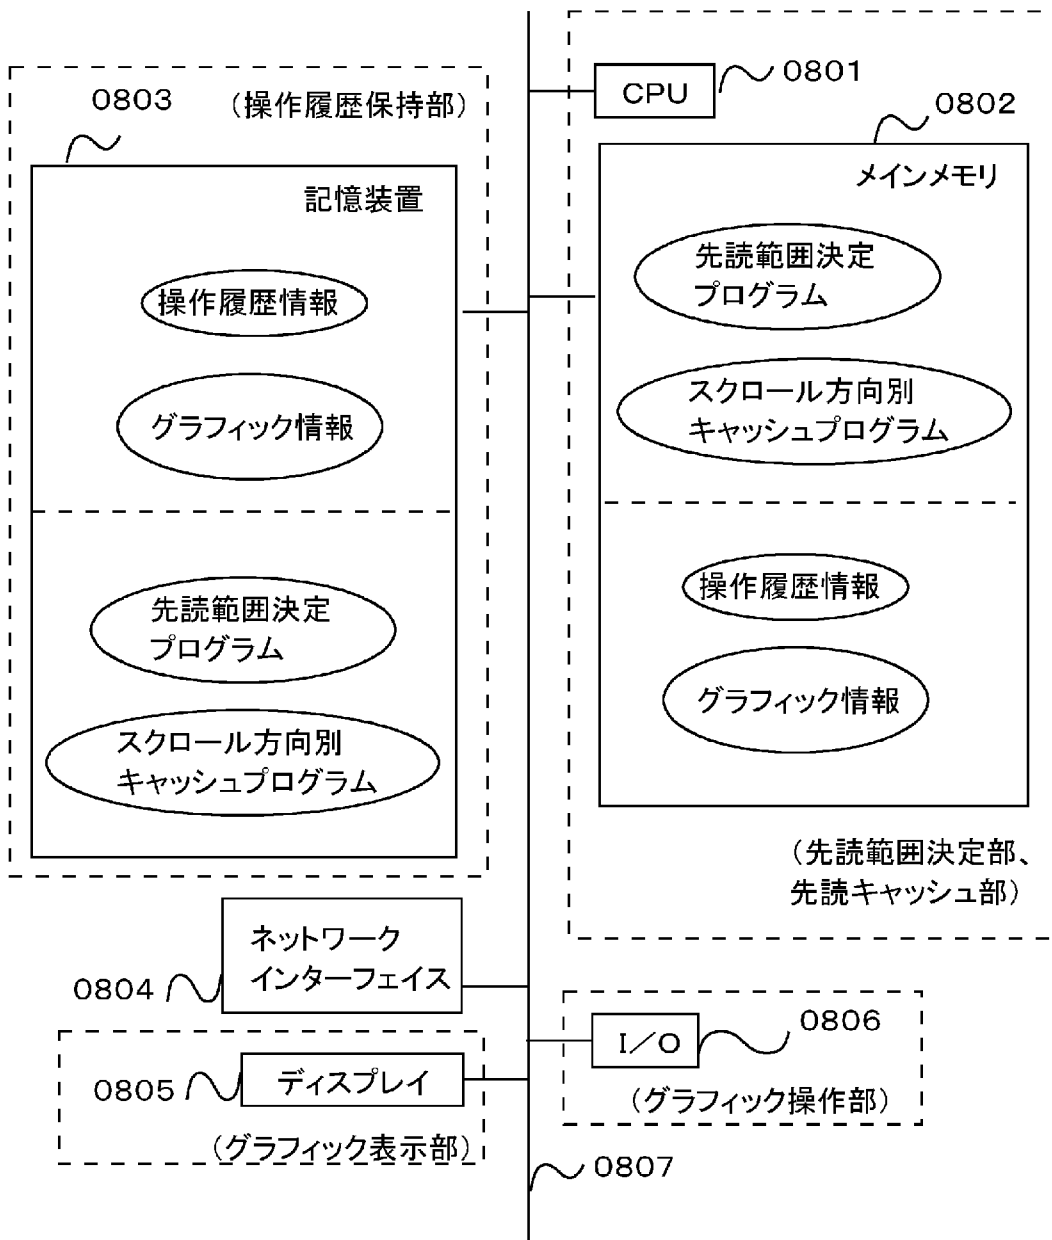 0803
(操作履歴保持部)
記憶装置
操作履歴情報
グラフィック情報
先読範囲決定
プログラム
スクロール方向別
キャッシュプログラム
CPU
0801
0802
メインメモリ
先読範囲決定
プログラム
スクロール方向別
キャッシュプログラム
操作履歴情報
グラフィック情報
(先読範囲決定部、
先読キャッシュ部)
ネットワーク
インターフェイス
0804
ディスプレイ
0805
(グラフィック表示部)
I/O
0806
(グラフィック操作部)
0807